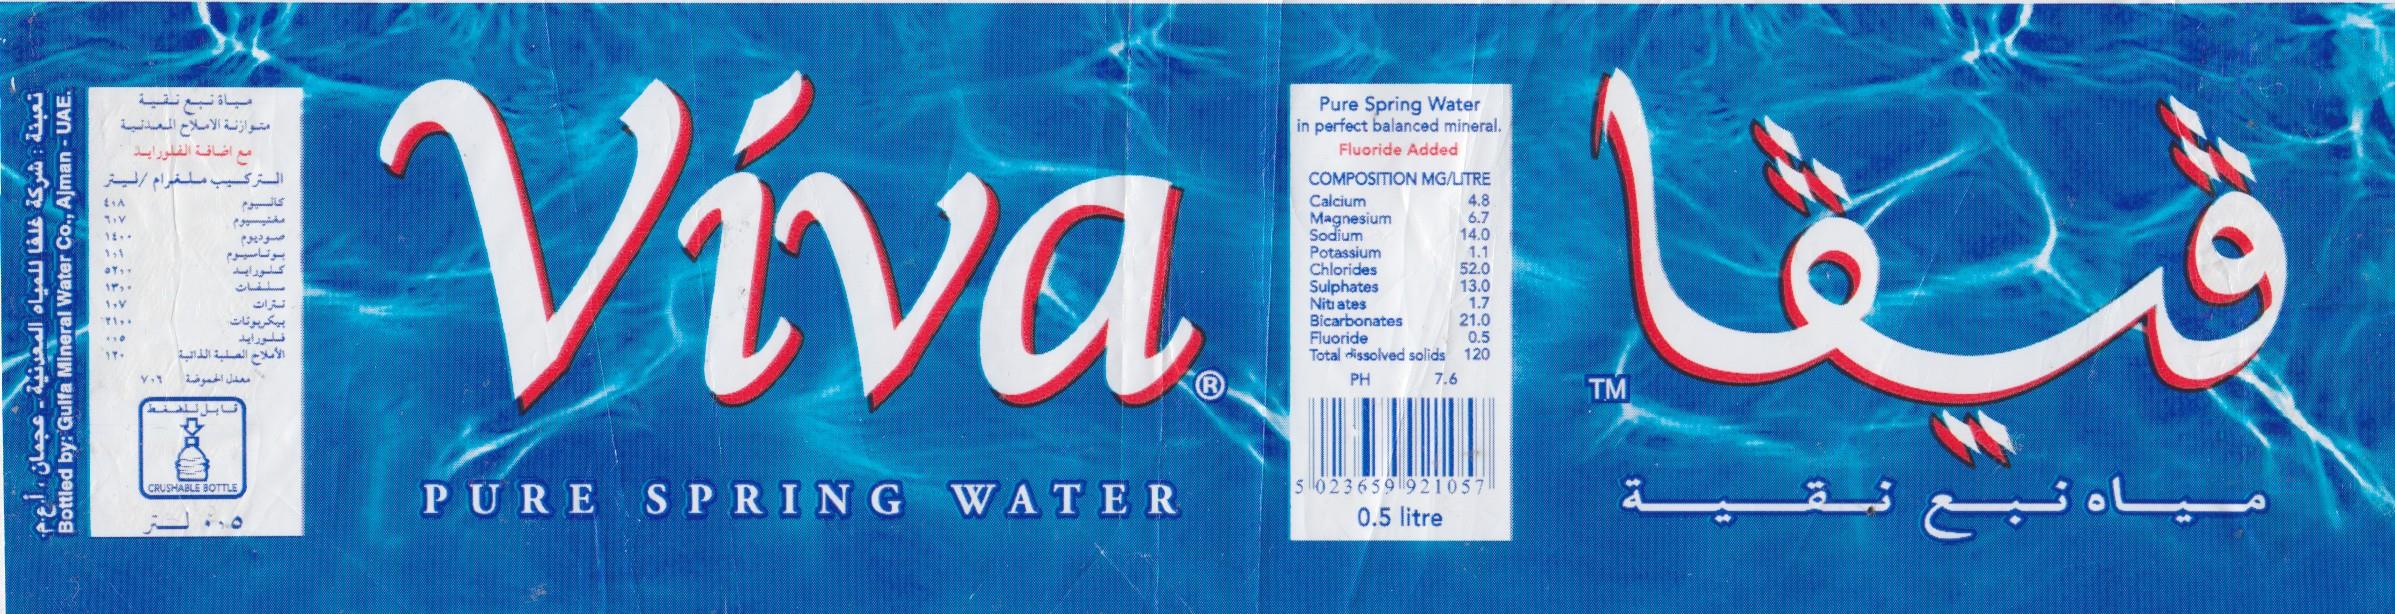 تعبئة : شركة غلفا للمياه المعدنية - عجمان ، أ.ع.م.
Bottled by: Gulfa Mineral Water Co., Ajman - UAE.
مياة نبع نقية
متوازنة الاملاح المعدنية
مع اضافة الفلورايد
التركيب ملغرام /ليتر
كالسيوم ٤،٨
مغنيسيوم ٦،٧
صوديوم ١٤،٠
بوتاسيوم ١،١
كلورايد ٥٢،٠
سلفات ١٣،٠
نترات ١،٧
بيكربونات ٢١،٠
فلورايد ٠،٥
الأملاح الصلبة الذائبة ١٢٠
معدل الحموضة ٧،٦
قابل للضغط
CRUSHABLE BOTTLE
٠،٥ لتر
Viva®
PURE SPRING WATER
Pure Spring Water
in perfect balanced mineral.
Fluoride Added
COMPOSITION MG/LITRE
Calcium 4.8
Magnesium 6.7
Sodium 14.0
Potassium 1.1
Chlorides 52.0
Sulphates 13.0
Nitrates 1.7
Bicarbonates 21.0
Fluoride 0.5
Total dissolved solids 120
PH 7.6
5 023659 921057
0.5 litre
ڤيڤا
TM
مياه نبع نقية